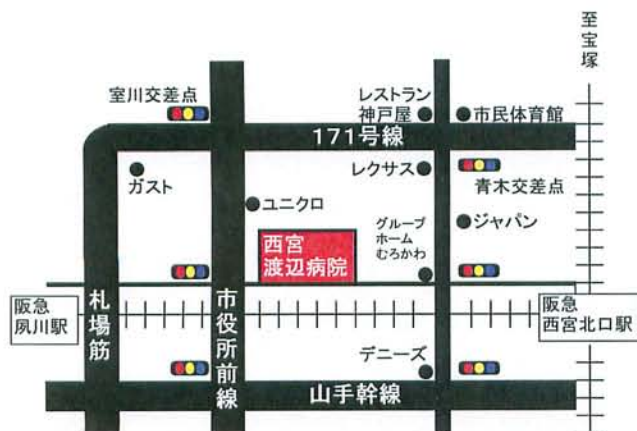 至宝塚
室川交差点
レストラン
神戸屋
市民体育館
171号線
ガスト
レクサス
青木交差点
ユニクロ
ジャパン
西宮
渡辺病院
グループ
ホーム
むろかわ
阪急
夙川駅
札場筋
市役所前線
阪急
西宮北口駅
デニーズ
山手幹線